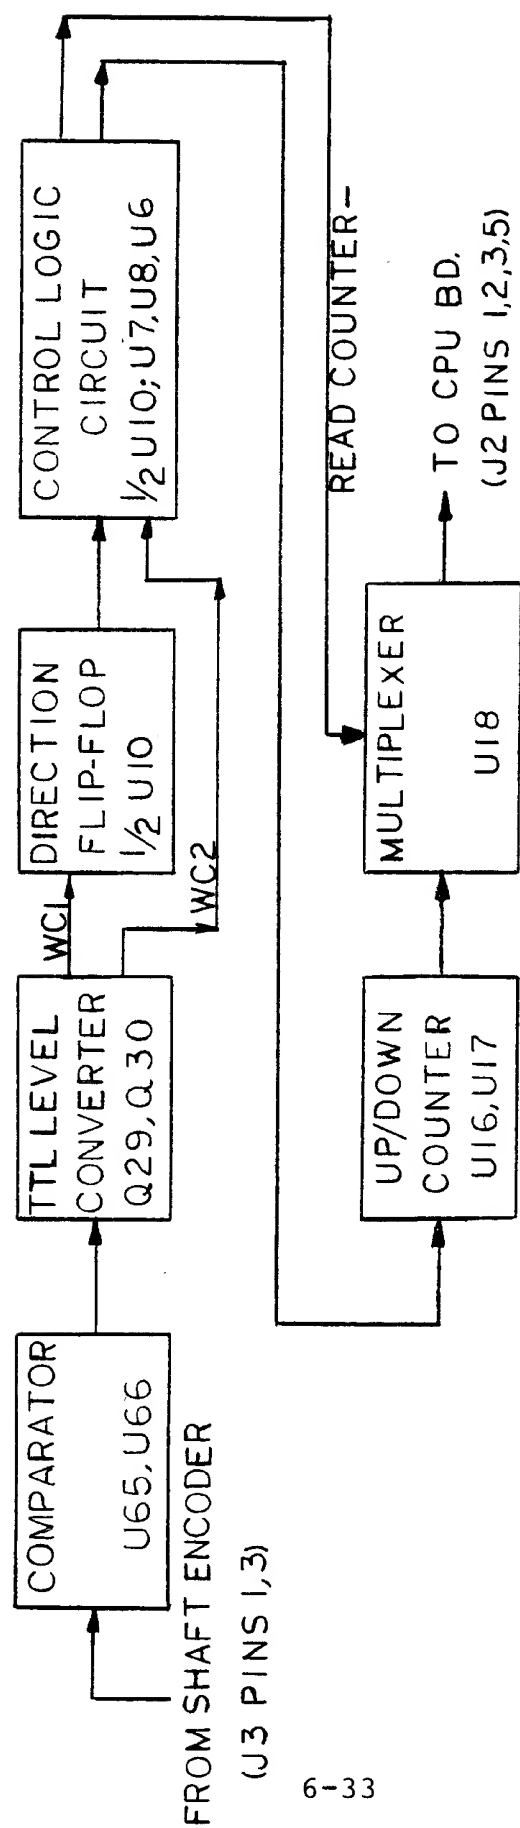 COMPARATOR
U65, U66
FROM SHAFT ENCODER
(J3 PINS 1,3)
TTL LEVEL
CONVERTER
Q29, Q30
WC1
WC2
DIRECTION
FLIP-FLOP
1/2 U10
CONTROL LOGIC
CIRCUIT
1/2 U10; U7, U8, U6
READ COUNTER-
UP/DOWN
COUNTER
U16, U17
MULTIPLEXER
U18
TO CPU BD.
(J2 PINS 1,2,3,5)
6-33